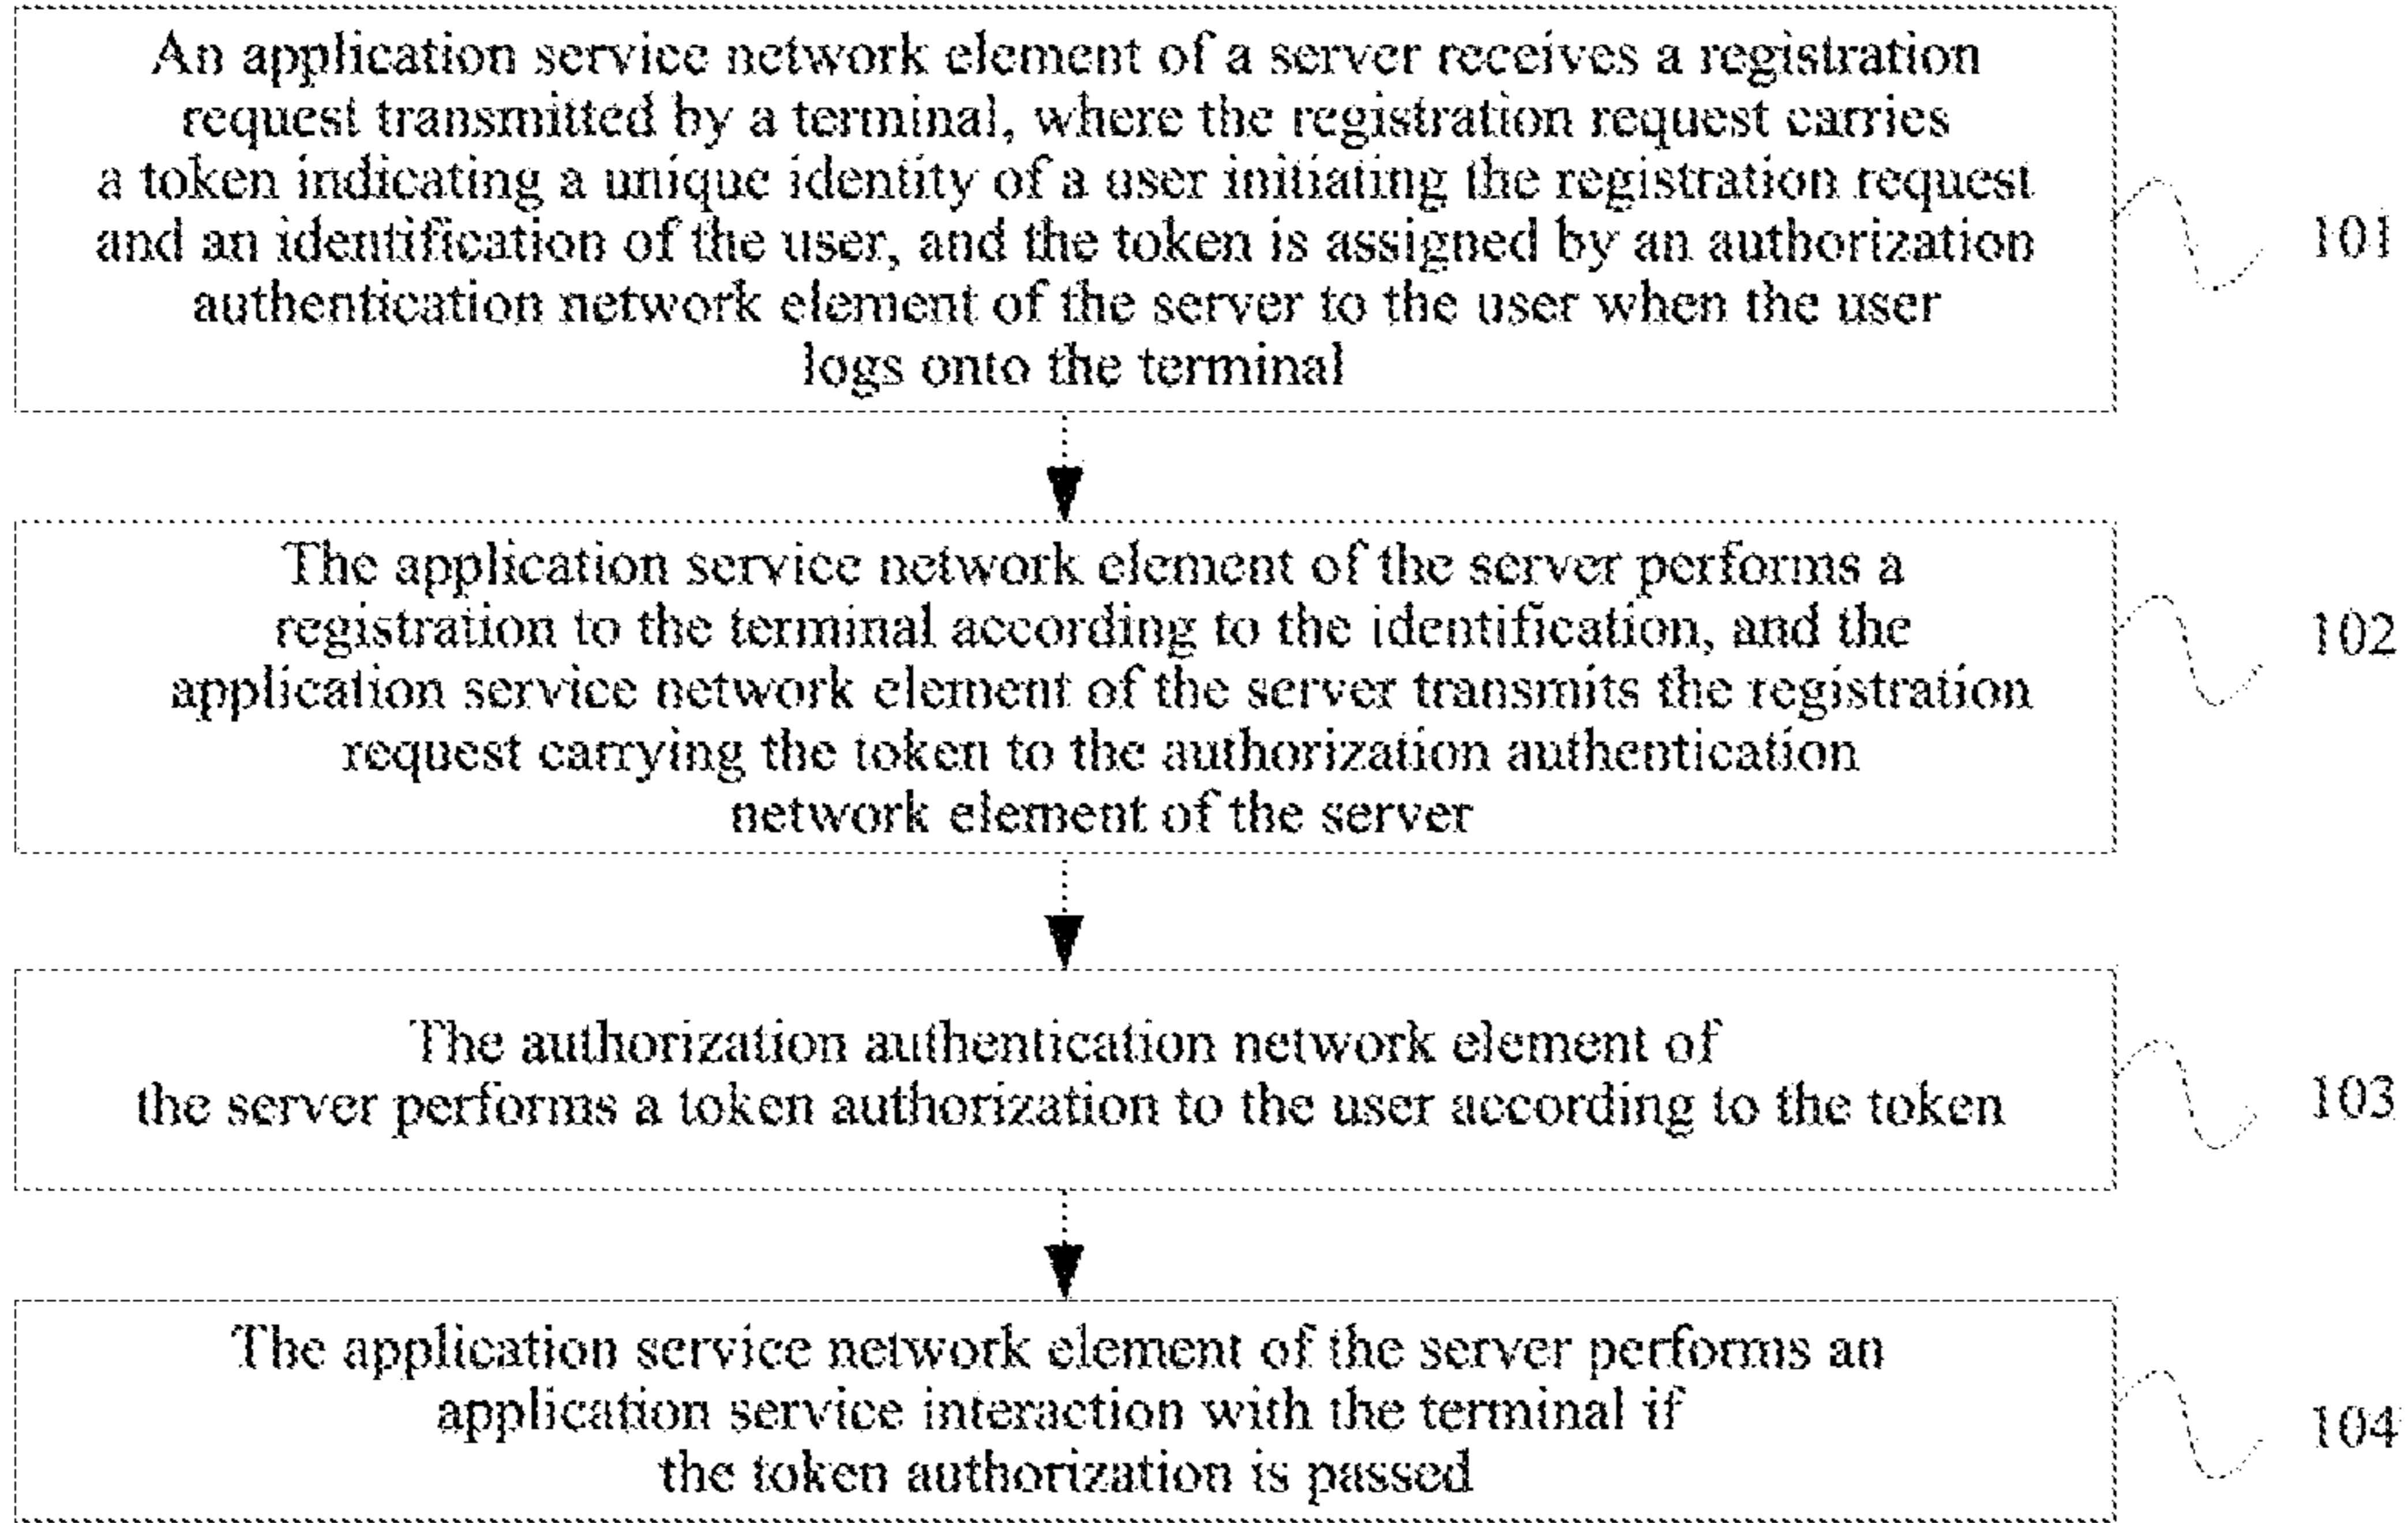 An application service network element of a server receives a registration
request transmitted by a terminal, where the registration request carries
a token indicating a unique identity of a user initiating the registration request
and an identification of the user, and the token is assigned by an authorization
authentication network element of the server to the user when the user
logs onto the terminal
101
The application service network element of the server performs a
registration to the terminal according to the identification, and the
application service network element of the server transmits the registration
request carrying the token to the authorization authentication
network element of the server
102
The authorization authentication network element of
the server performs a token authorization to the user according to the token
103
The application service network element of the server performs an
application service interaction with the terminal if
the token authorization is passed
104